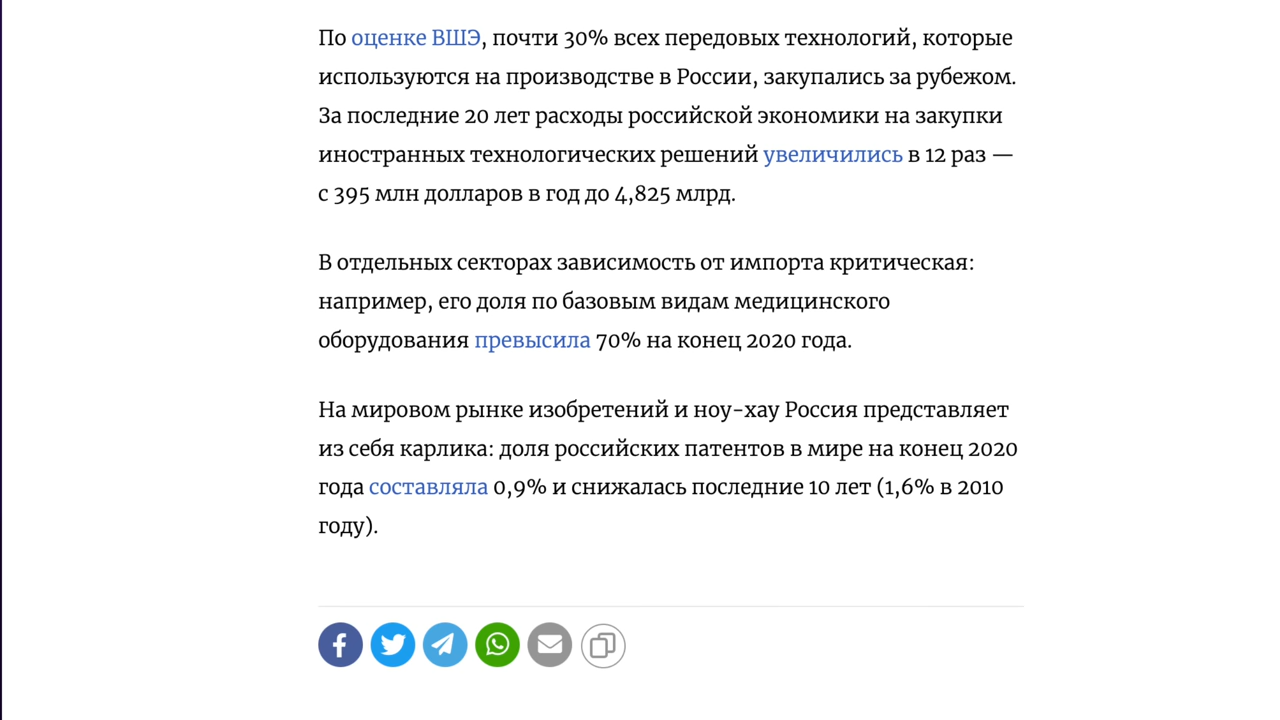 По оценке ВШЭ, почти 30% всех передовых технологий, которые
используются на производстве в России, закупались за рубежом.
За последние 20 лет расходы российской экономики на закупки
иностранных технологических решений увеличились в 12 раз —
с 395 млн долларов в год до 4,825 млрд.
В отдельных секторах зависимость от импорта критическая:
например, его доля по базовым видам медицинского
оборудования превысила 70% на конец 2020 года.
На мировом рынке изобретений и ноу-хау Россия представляет
из себя карлика: доля российских патентов в мире на конец 2020
года составляла 0,9% и снижалась последние 10 лет (1,6% в 2010
году).